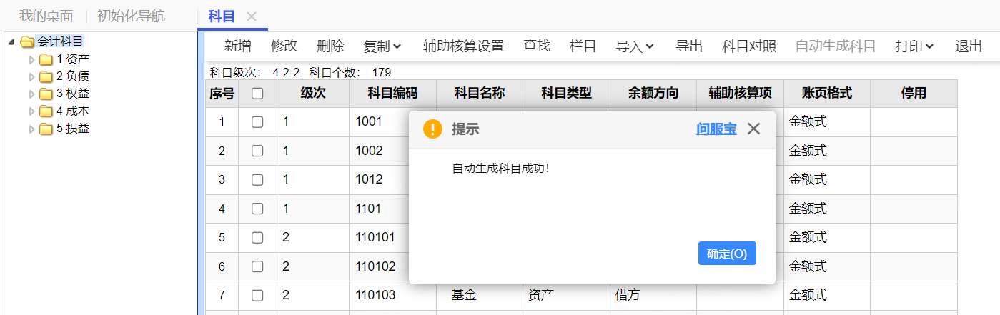 我的桌面 初始化导航 科目
会计科目
1 资产
2 负债
3 权益
4 成本
5 损益
新增 修改 删除 复制 辅助核算设置 查找 栏目 导入 导出 科目对照 自动生成科目 打印 退出
科目级次： 4-2-2 科目个数： 179
序号 级次 科目编码 科目名称 科目类型 余额方向 辅助核算项 账页格式 停用
1 1 1001 金额式
2 1 1002 金额式
3 1 1012 金额式
4 1 1101 金额式
5 2 110101 金额式
6 2 110102 金额式
7 2 110103 基金 资产 借方 金额式
提示 问服宝
自动生成科目成功！
确定(O)